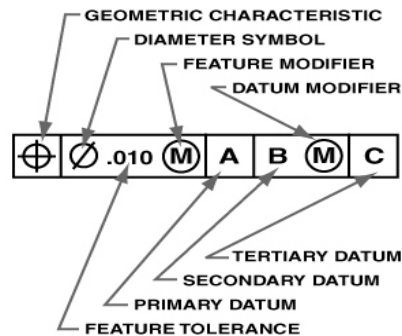 GEOMETRIC CHARACTERISTIC
DIAMETER SYMBOL
FEATURE MODIFIER
DATUM MODIFIER
⌖ Ø .010 Ⓜ A B Ⓜ C
TERTIARY DATUM
SECONDARY DATUM
PRIMARY DATUM
FEATURE TOLERANCE